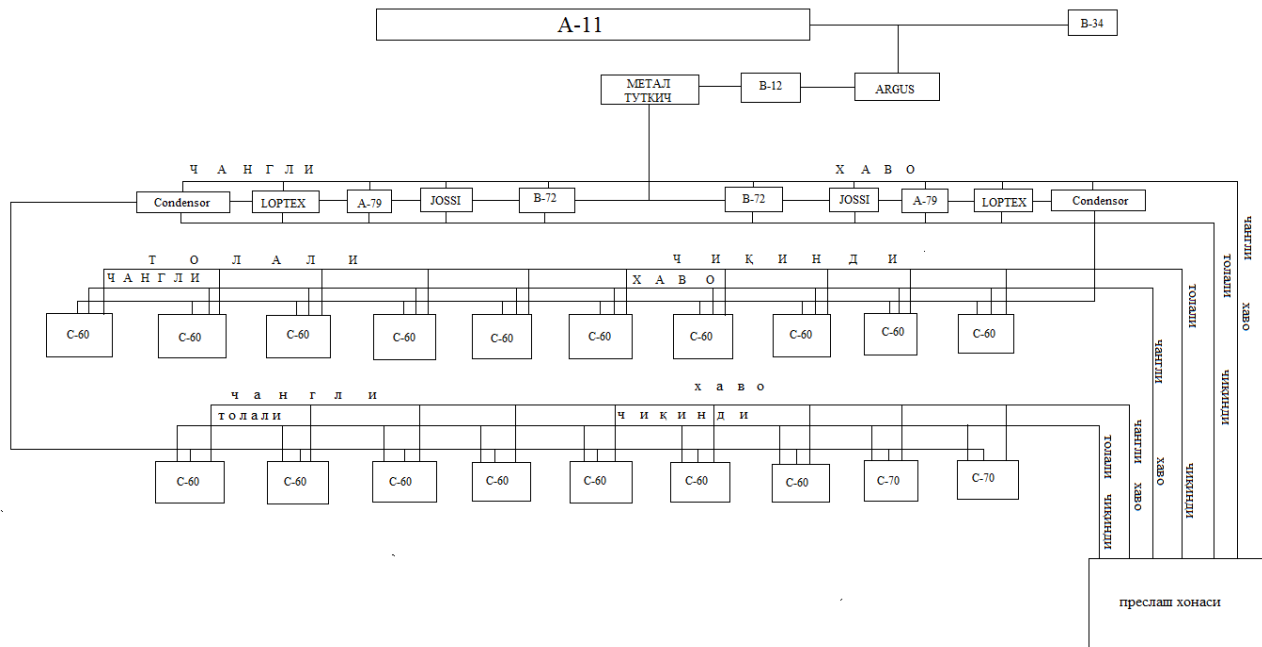 А-11
В-34
МЕТАЛ
ТУТКИЧ
В-12
ARGUS
Ч А Н Г Л И
Х А В О
Condensor
LOPTEX
А-79
JOSSI
В-72
В-72
JOSSI
А-79
LOPTEX
Condensor
Т О Л А Л И
Ч И Қ И Н Д И
ЧАНГЛИ
Х А В О
С-60
С-60
С-60
С-60
С-60
С-60
С-60
С-60
С-60
С-60
ч а н г л и
х а в о
толали
ч и қ и н д и
С-60
С-60
С-60
С-60
С-60
С-60
С-60
С-70
С-70
толали чикинди
чангли хаво
чангли хаво
толали чикинди
толали чикинди
чангли хаво
преслаш хонаси